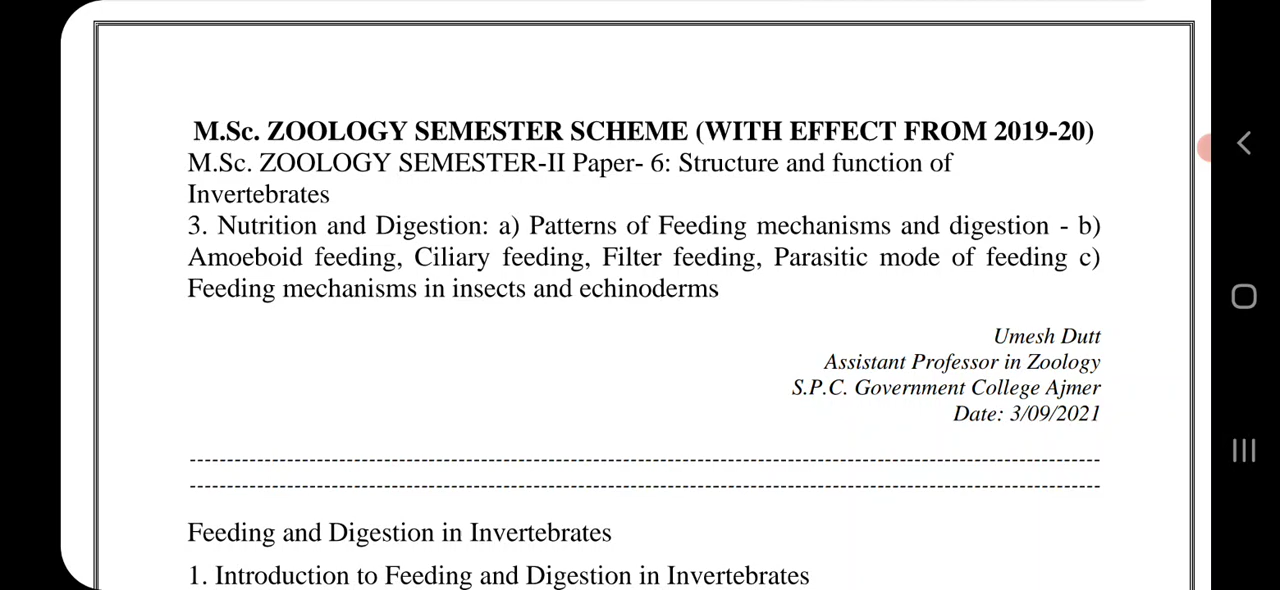 M.Sc. ZOOLOGY SEMESTER SCHEME (WITH EFFECT FROM 2019-20)
M.Sc. ZOOLOGY SEMESTER-II Paper- 6: Structure and function of
Invertebrates
3. Nutrition and Digestion: a) Patterns of Feeding mechanisms and digestion - b)
Amoeboid feeding, Ciliary feeding, Filter feeding, Parasitic mode of feeding c)
Feeding mechanisms in insects and echinoderms
Umesh Dutt
Assistant Professor in Zoology
S.P.C. Government College Ajmer
Date: 3/09/2021
Feeding and Digestion in Invertebrates
1. Introduction to Feeding and Digestion in Invertebrates